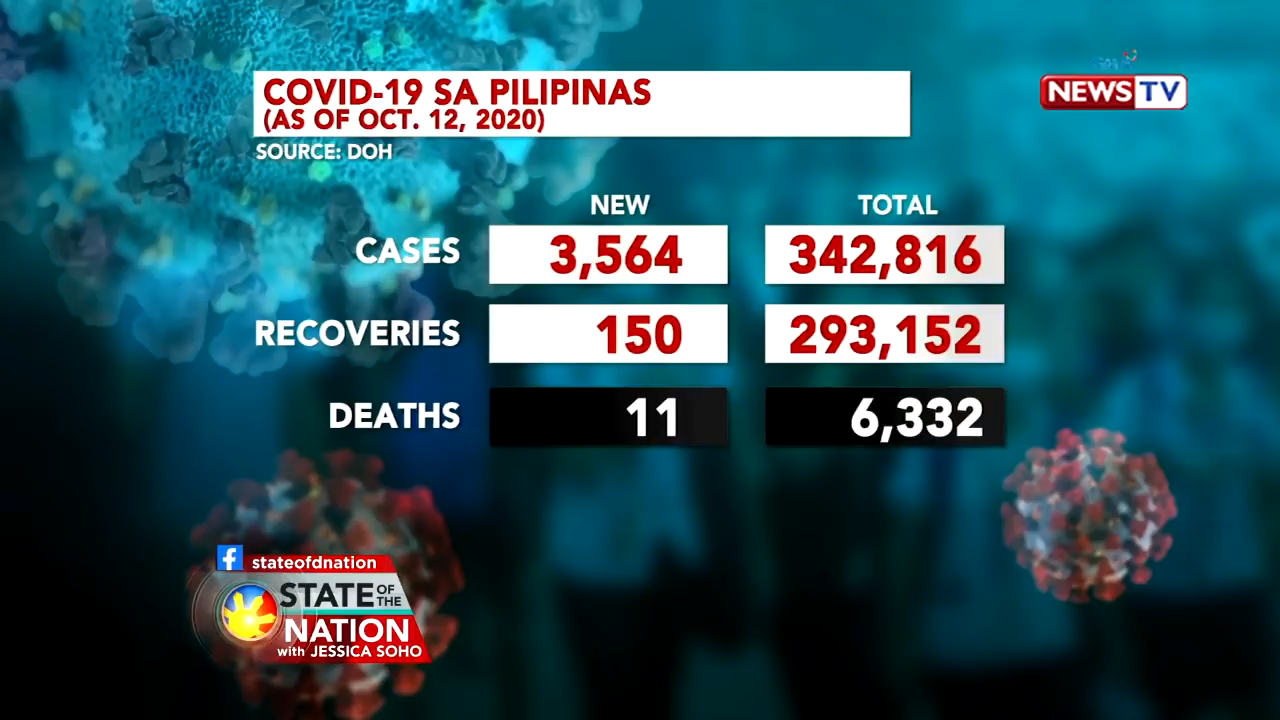 COVID-19 SA PILIPINAS
(AS OF OCT. 12, 2020)
SOURCE: DOH
NEWS TV
NEW TOTAL
CASES 3,564 342,816
RECOVERIES 150 293,152
DEATHS 11 6,332
stateofdnation
STATE OF THE
NATION
with JESSICA SOHO